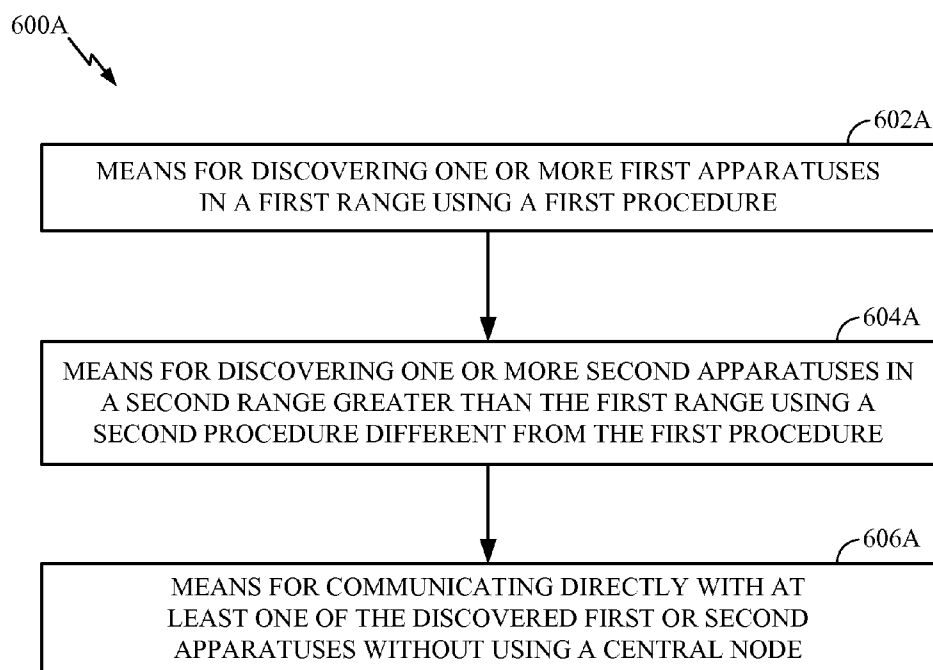 600A
602A
MEANS FOR DISCOVERING ONE OR MORE FIRST APPARATUSES
IN A FIRST RANGE USING A FIRST PROCEDURE
604A
MEANS FOR DISCOVERING ONE OR MORE SECOND APPARATUSES IN
A SECOND RANGE GREATER THAN THE FIRST RANGE USING A
SECOND PROCEDURE DIFFERENT FROM THE FIRST PROCEDURE
606A
MEANS FOR COMMUNICATING DIRECTLY WITH AT
LEAST ONE OF THE DISCOVERED FIRST OR SECOND
APPARATUSES WITHOUT USING A CENTRAL NODE